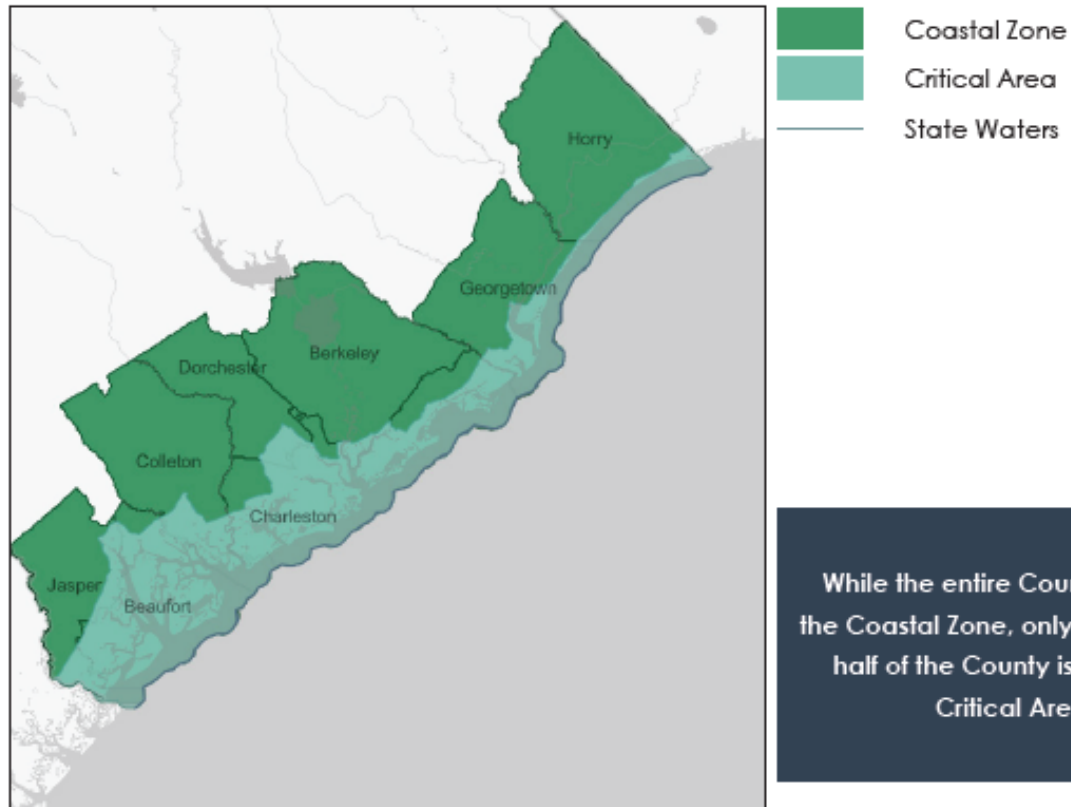 Coastal Zone
Critical Area
State Waters
Horry
Georgetown
Berkeley
Dorchester
Colleton
Charleston
Jasper
Beaufort
While the entire
the Coastal Zone, only
half of the County is
Critical